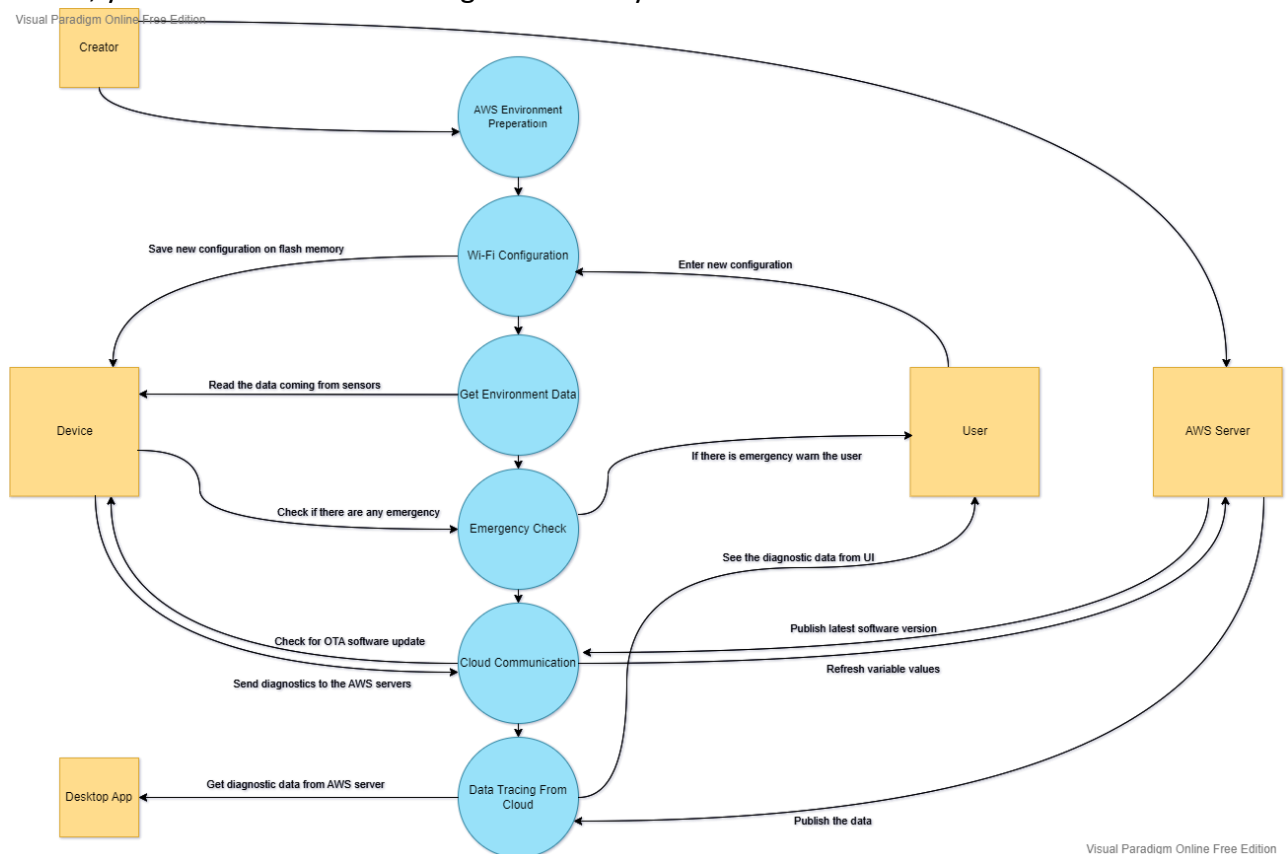 Visual Paradigm Online Free Edition
Creator
AWS Environment
Preperation
Save new configuration on flash memory
Wi-Fi Configuration
Enter new configuration
Read the data coming from sensors
Get Environment Data
Device
User
AWS Server
If there is emergency warn the user
Check if there are any emergency
Emergency Check
See the diagnostic data from UI
Publish latest software version
Check for OTA software update
Cloud Communication
Refresh variable values
Send diagnostics to the AWS servers
Get diagnostic data from AWS server
Desktop App
Data Tracing From
Cloud
Publish the data
Visual Paradigm Online Free Edition